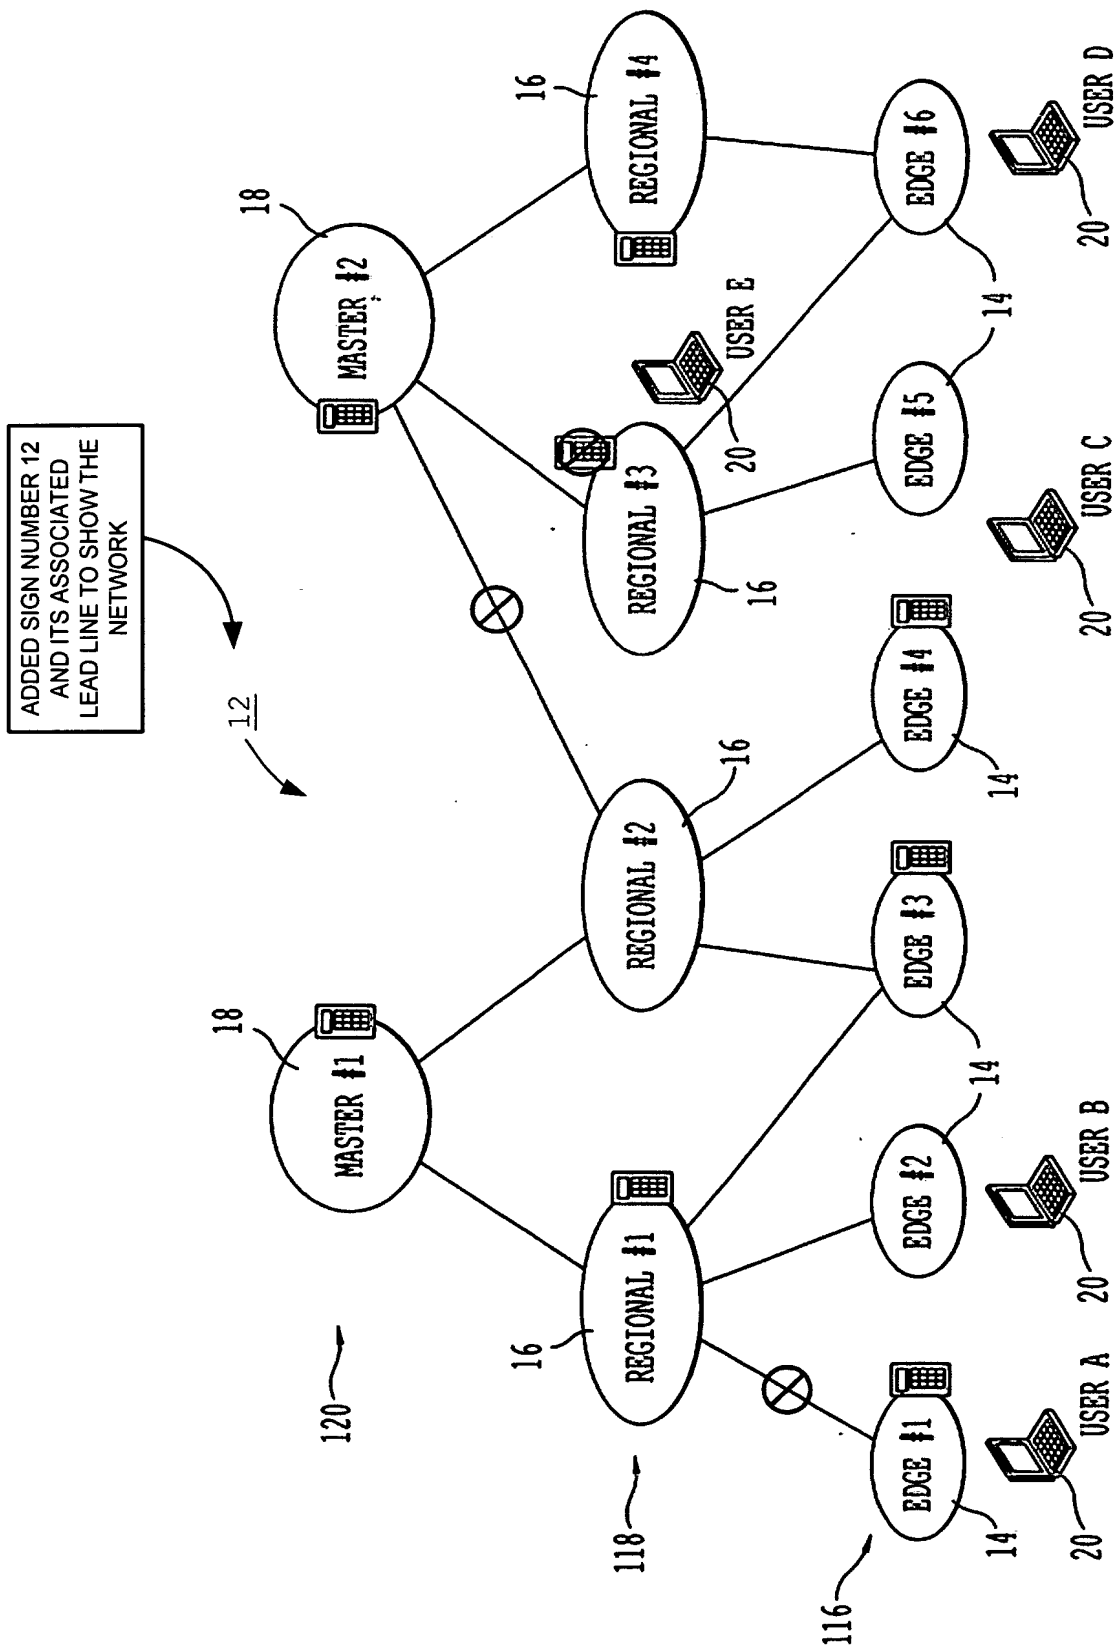 ADDED SIGN NUMBER 12
AND ITS ASSOCIATED
LEAD LINE TO SHOW THE
NETWORK
12
120
18
MASTER #1
18
MASTER #2
118
16
REGIONAL #1
REGIONAL #2
16
REGIONAL #3
16
16
REGIONAL #4
20
USER E
116
EDGE #1
14
EDGE #2
14
EDGE #3
EDGE #4
14
EDGE #5
14
EDGE #6
20
USER A
20
USER B
20
USER C
20
USER D